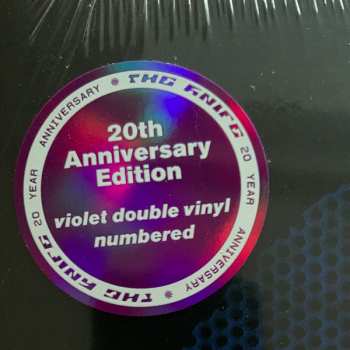 THE KNIFE
20 YEAR ANNIVERSARY
20th
Anniversary
Edition
violet double vinyl
numbered
THE KNIFE
20 YEAR ANNIVERSARY